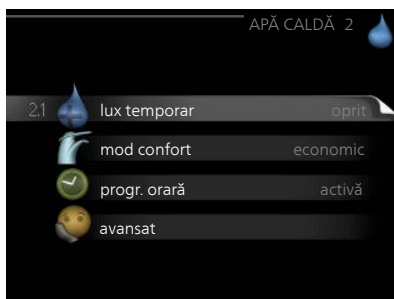 APĂ CALDĂ 2
2.1 lux temporar oprit
mod confort economic
progr. orară activă
avansat